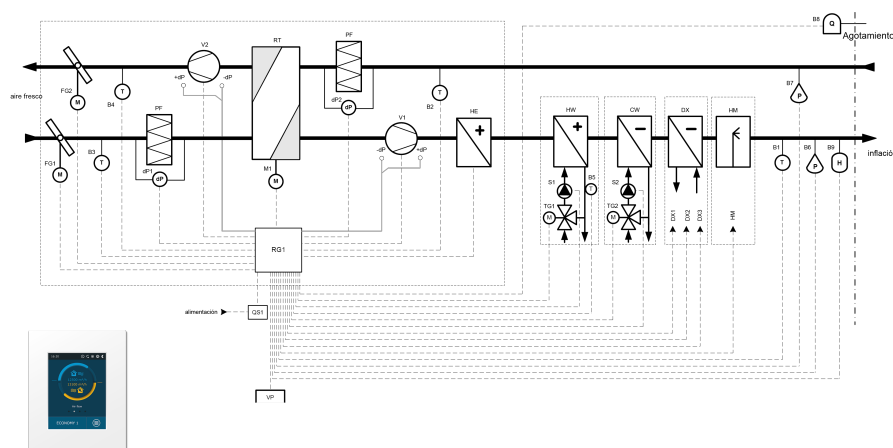 B8
Q
Agotamiento
V2
RT
PF
+dP
-dP
FG2
M
T
B4
aire fresco
dP2
dP
T
B2
B7
P
PF
V1
HE
HW
CW
DX
HM
-dP
+dP
inflació
FG1
M
B3
T
dP1
dP
M1
M
B1
T
B6
P
B9
H
S1
B5
T
S2
TG1
M
TG2
M
DX1
DX2
DX3
HM
RG1
alimentación
QS1
VP
ECONOMY 1